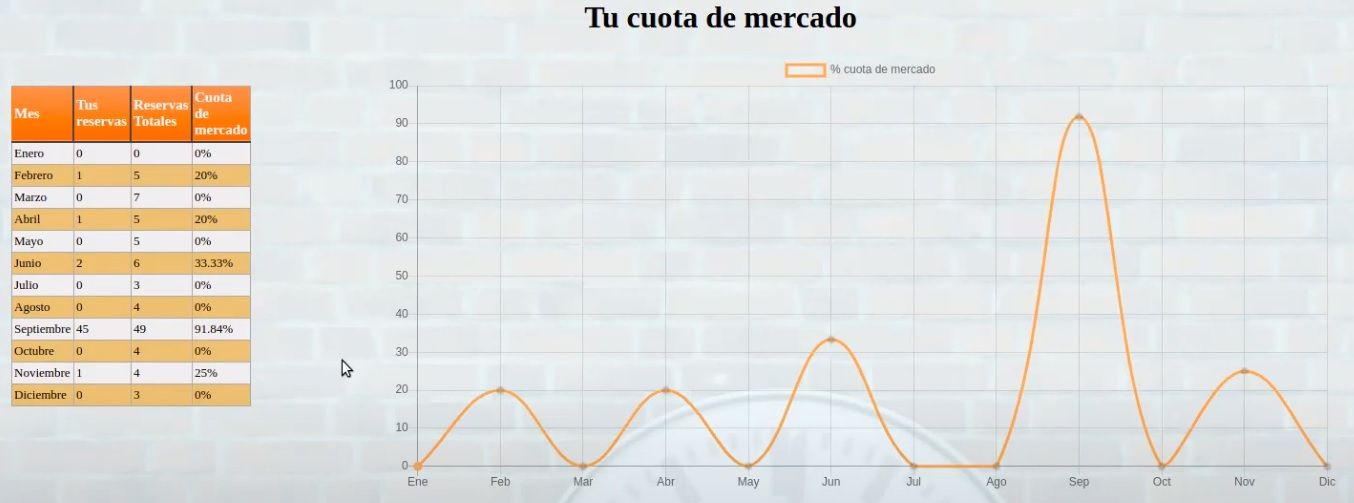 Tu cuota de mercado
% cuota de mercado
Mes Tus reservas Reservas Totales Cuota de mercado
Enero 0 0 0%
Febrero 1 5 20%
Marzo 0 7 0%
Abril 1 5 20%
Mayo 0 5 0%
Junio 2 6 33.33%
Julio 0 3 0%
Agosto 0 4 0%
Septiembre 45 49 91.84%
Octubre 0 4 0%
Noviembre 1 4 25%
Diciembre 0 3 0%
100
90
80
70
60
50
40
30
20
10
0
Ene Feb Mar Abr May Jun Jul Ago Sep Oct Nov Dic